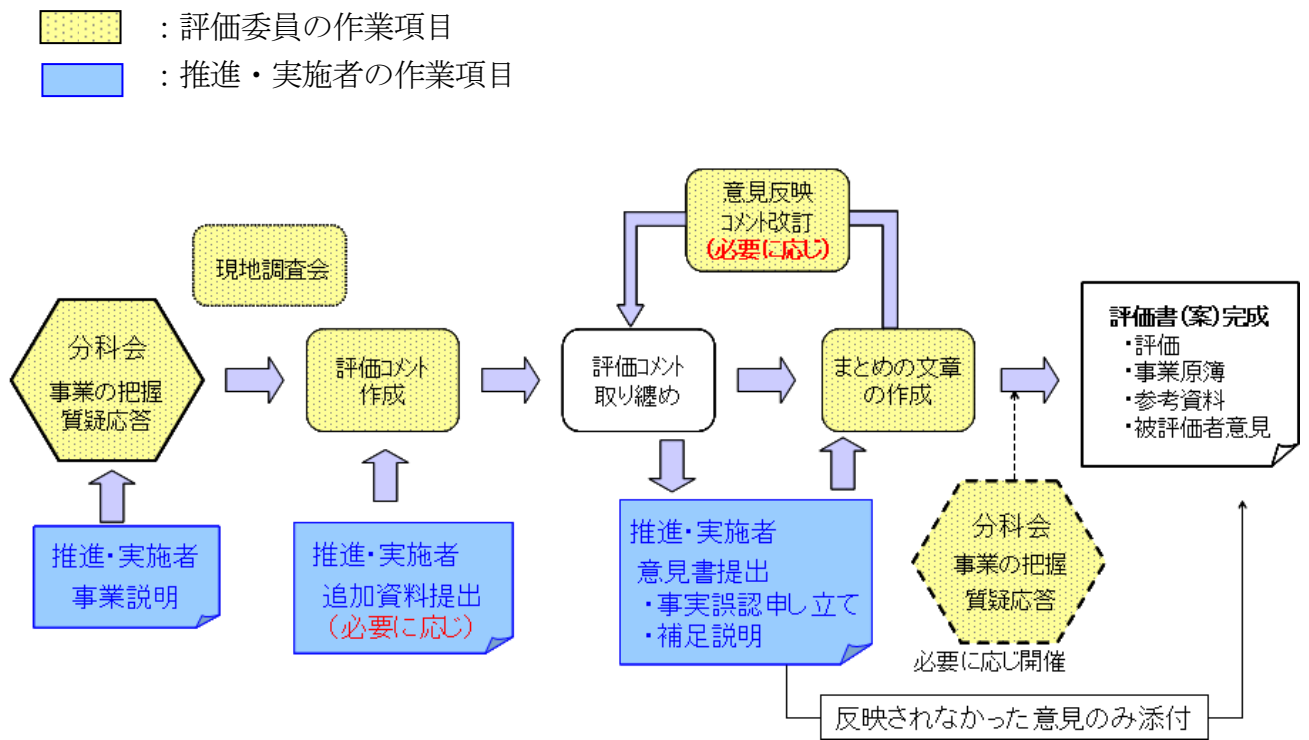 ：評価委員の作業項目
：推進・実施者の作業項目
意見反映
コメント改訂
(必要に応じ)
現地調査会
分科会
事業の把握
質疑応答
評価コメント
作成
評価コメント
取り纏め
まとめの文章
の作成
評価書(案)完成
・評価
・事業原簿
・参考資料
・被評価者意見
推進・実施者
事業説明
推進・実施者
追加資料提出
(必要に応じ)
推進・実施者
意見書提出
・事実誤認申し立て
・補足説明
分科会
事業の把握
質疑応答
必要に応じ開催
反映されなかった意見のみ添付